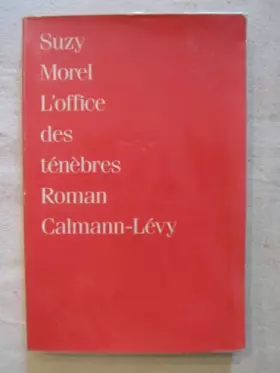 Suzy
Morel
L'office
des
ténèbres
Roman
Calmann-Lévy